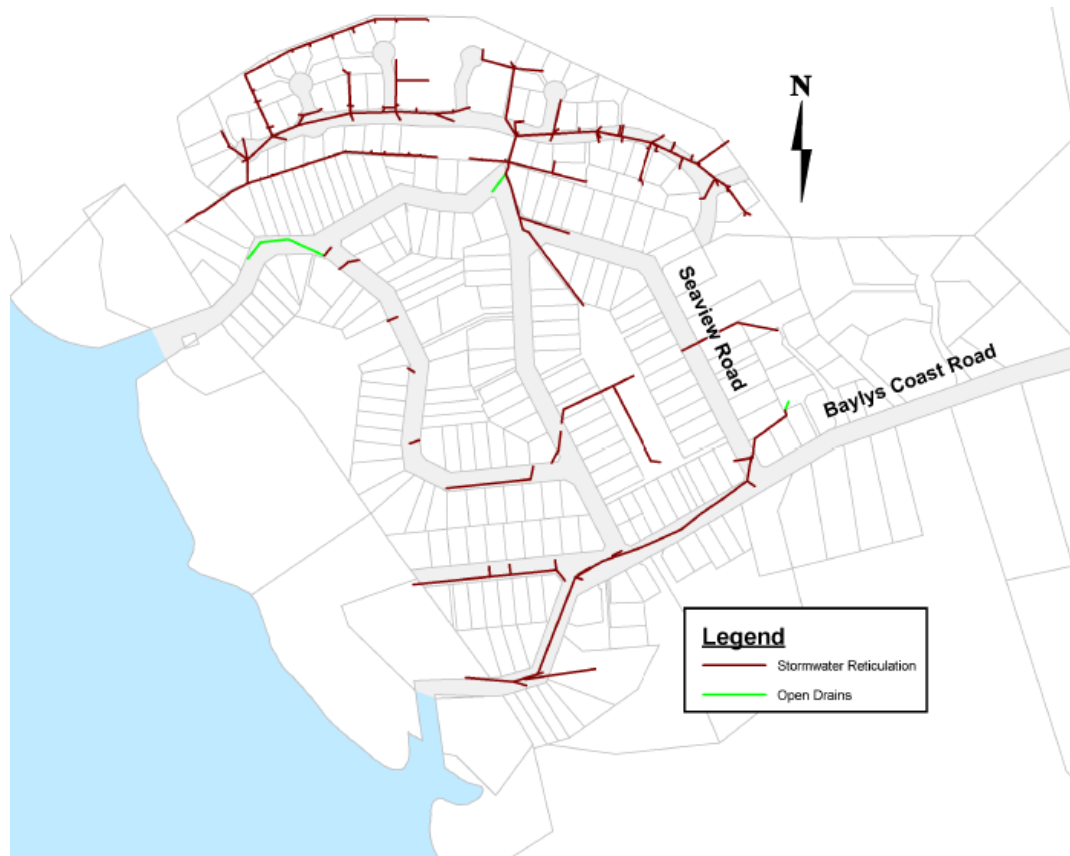 N
Seaview Road
Baylys Coast Road
Legend
Stormwater Reticulation
Open Drains